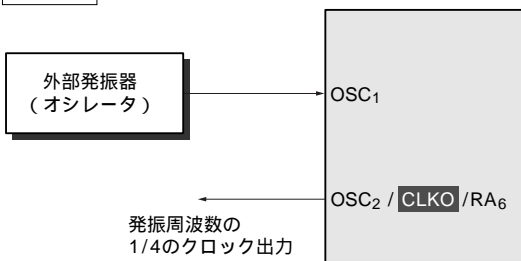 外部発振器
(オシレータ)
OSC1
OSC2 / CLKO /RA6
発振周波数の
1/4のクロック出力